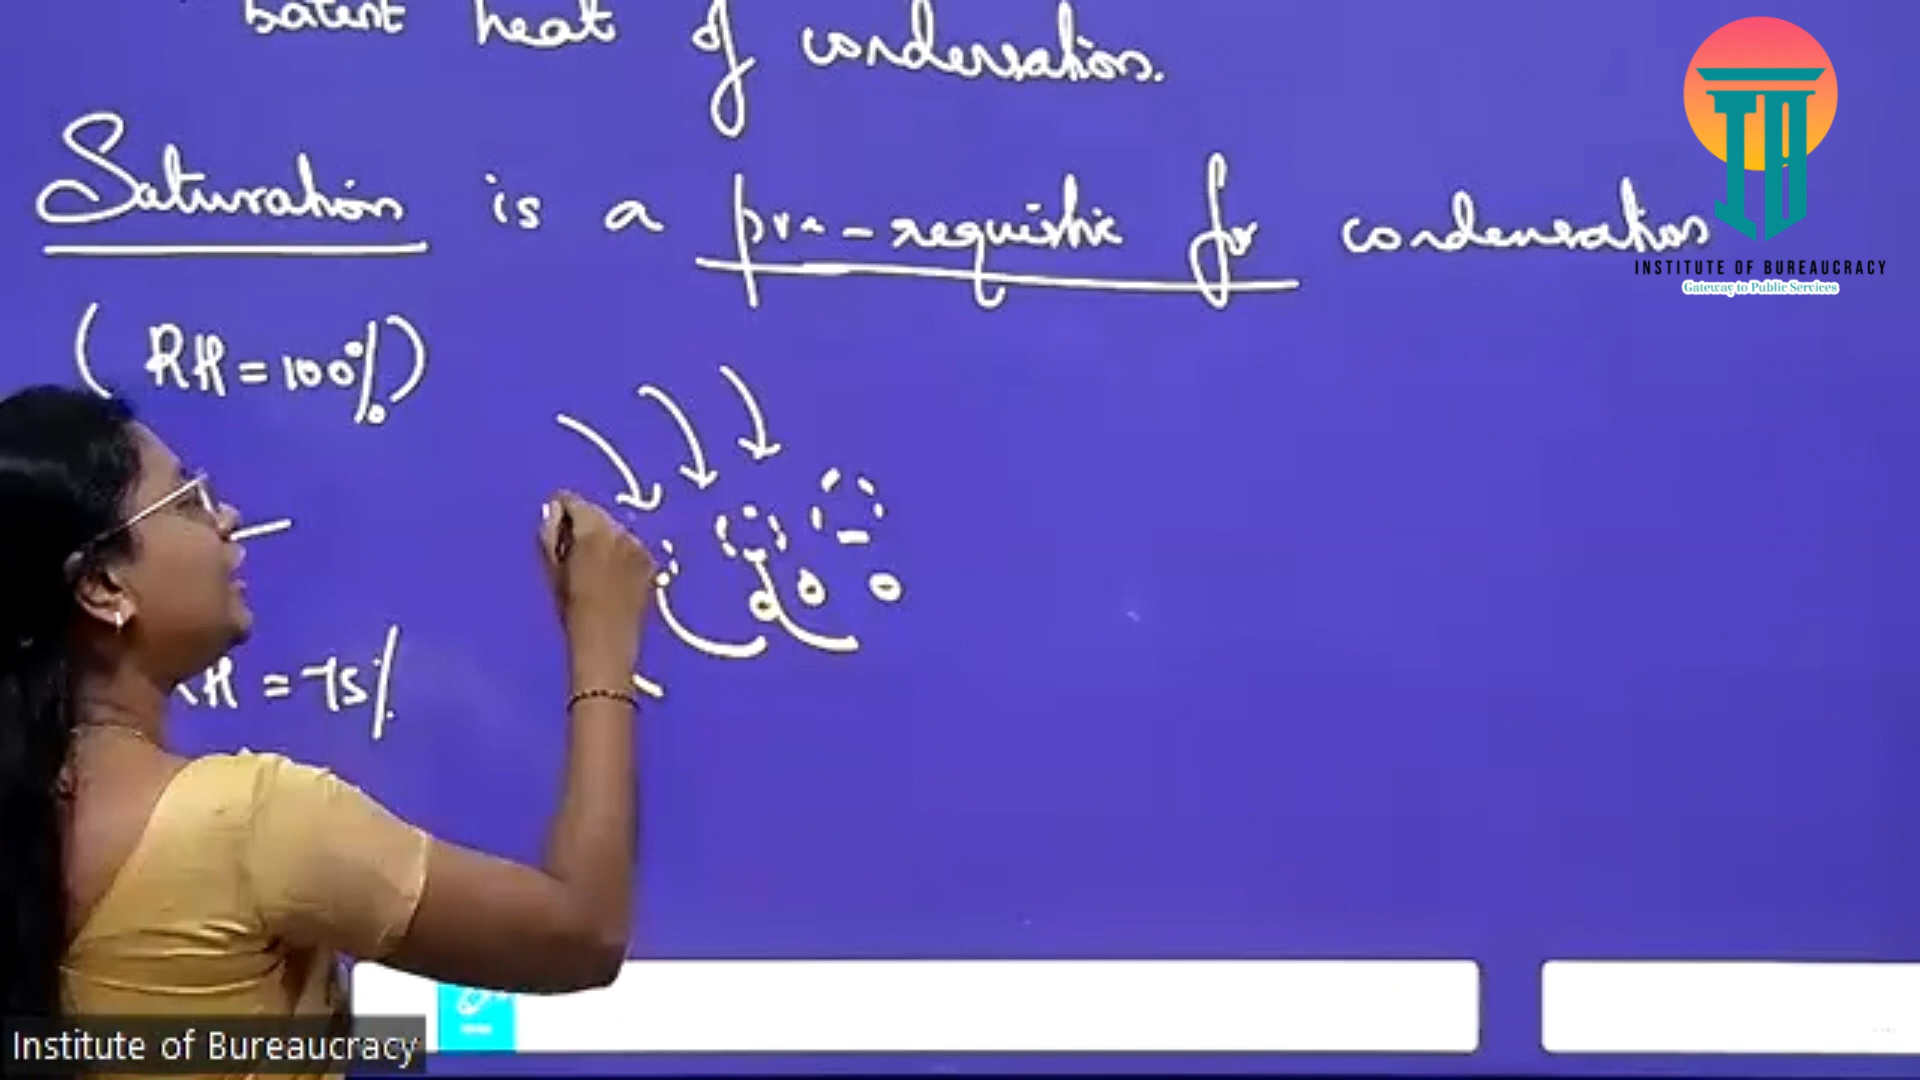 latent heat of condensation.
Saturation is a pre-requisite for condensation
(RH = 100%)
RH = 75%
INSTITUTE OF BUREAUCRACY
Gateway to Public Services
Institute of Bureaucracy